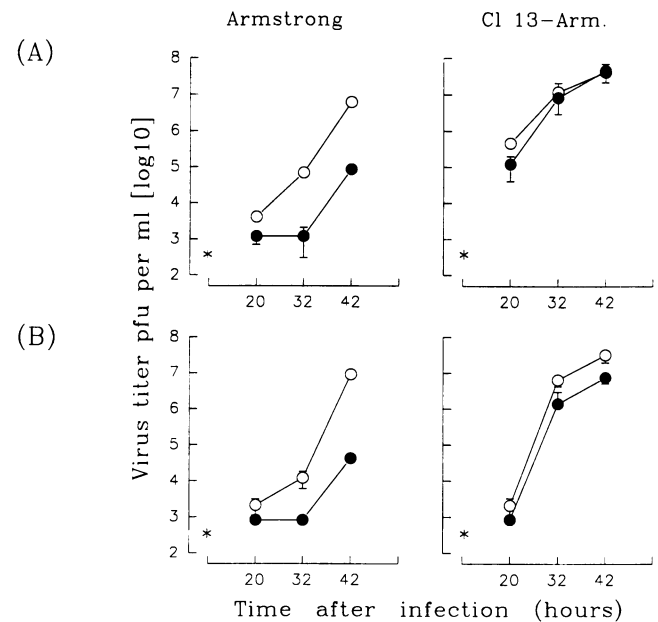 Armstrong
Cl 13-Arm.
(A)
8
7
6
5
4
3
2
*
*
20 32 42
20 32 42
(B)
8
7
6
5
4
3
2
*
*
20 32 42
20 32 42
Virus titer pfu per ml [log10]
Time after infection (hours)